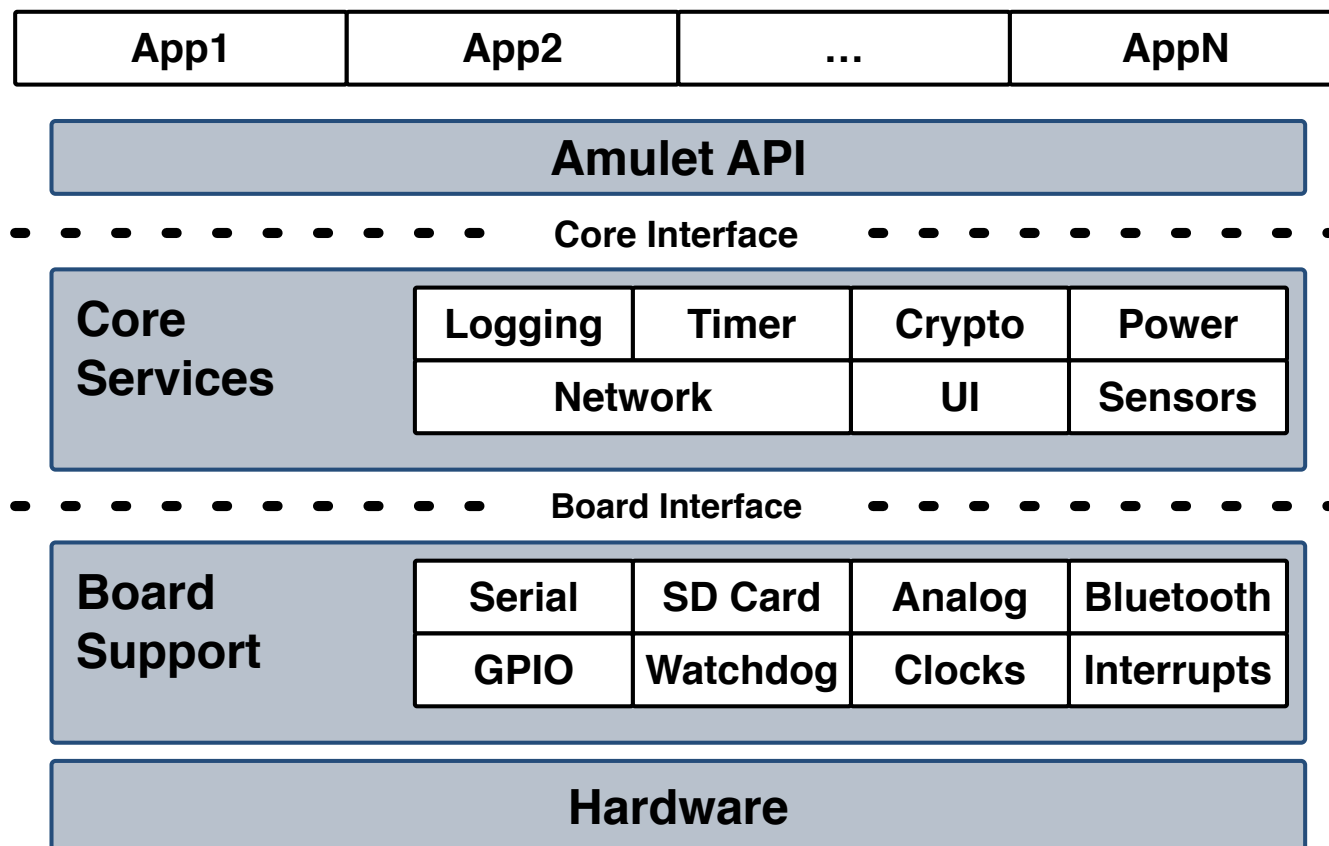 App1 App2 ... AppN
Amulet API
Core Interface
Core
Services
Logging Timer Crypto Power
Network UI Sensors
Board Interface
Board
Support
Serial SD Card Analog Bluetooth
GPIO Watchdog Clocks Interrupts
Hardware